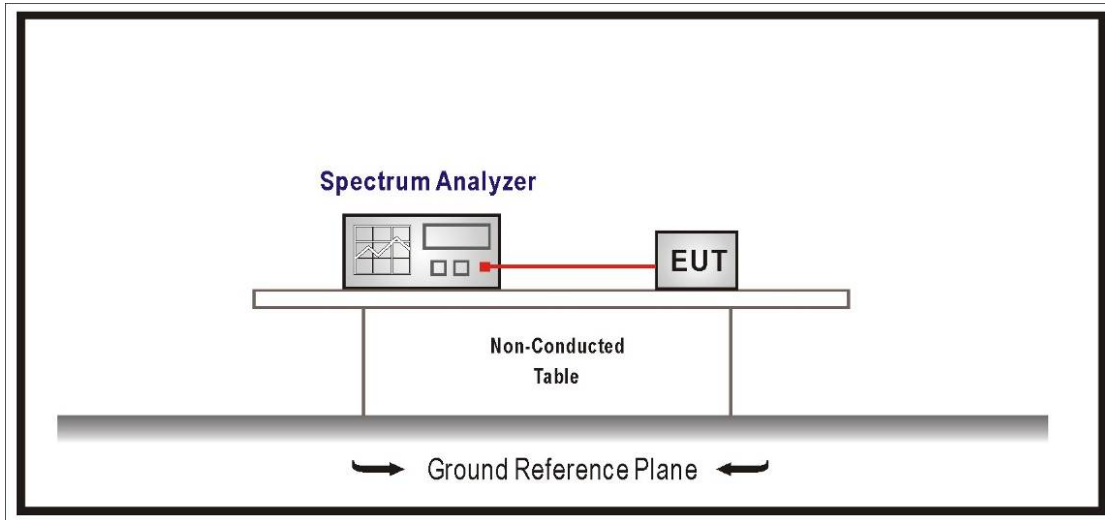 Spectrum Analyzer
EUT
Non-Conducted
Table
Ground Reference Plane